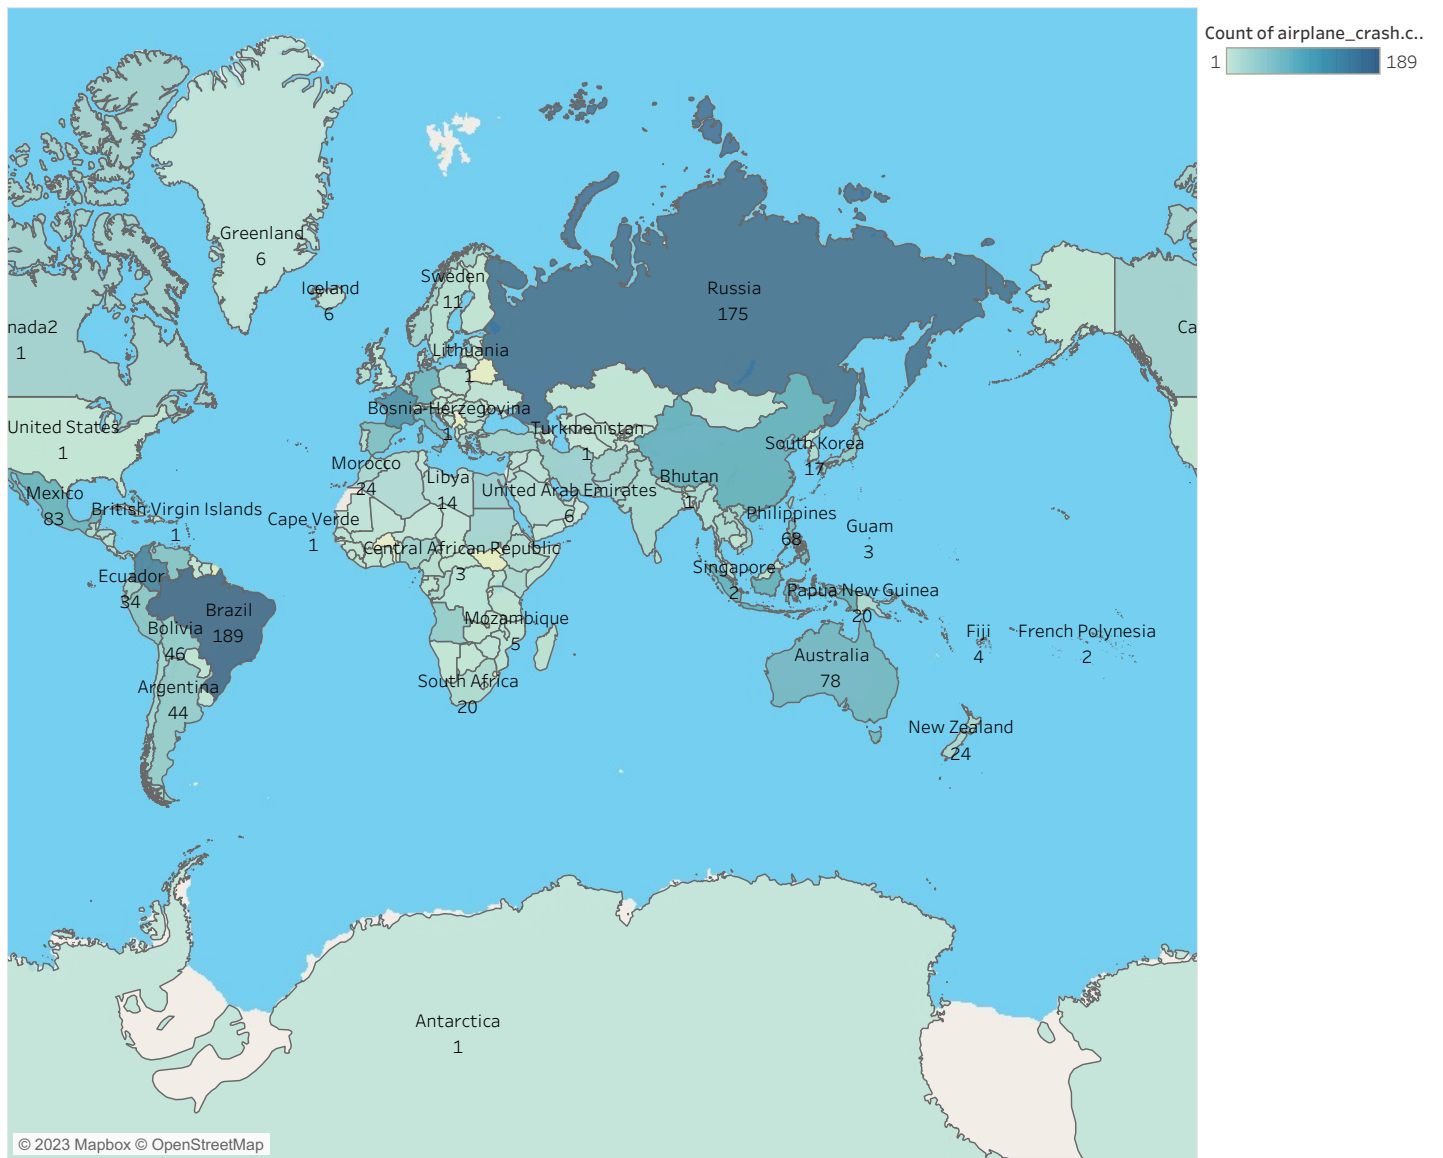 Count of airplane_crash.c..
1 189
Greenland
6
Iceland
6
Sweden
11
Russia
175
nada2
1
Ca
Lithuania
1
Bosnia-Herzegovina
1
United States
1
Turkmenistan
1
South Korea
17
Morocco
24
Libya
14
Bhutan
1
Mexico
83
United Arab Emirates
6
British Virgin Islands
1
Cape Verde
1
Philippines
68
Guam
3
Central African Republic
3
Singapore
2
Ecuador
34
Papua New Guinea
20
Brazil
189
Mozambique
5
Bolivia
46
Fiji
4
French Polynesia
2
Australia
78
South Africa
20
Argentina
44
New Zealand
24
Antarctica
1
© 2023 Mapbox © OpenStreetMap